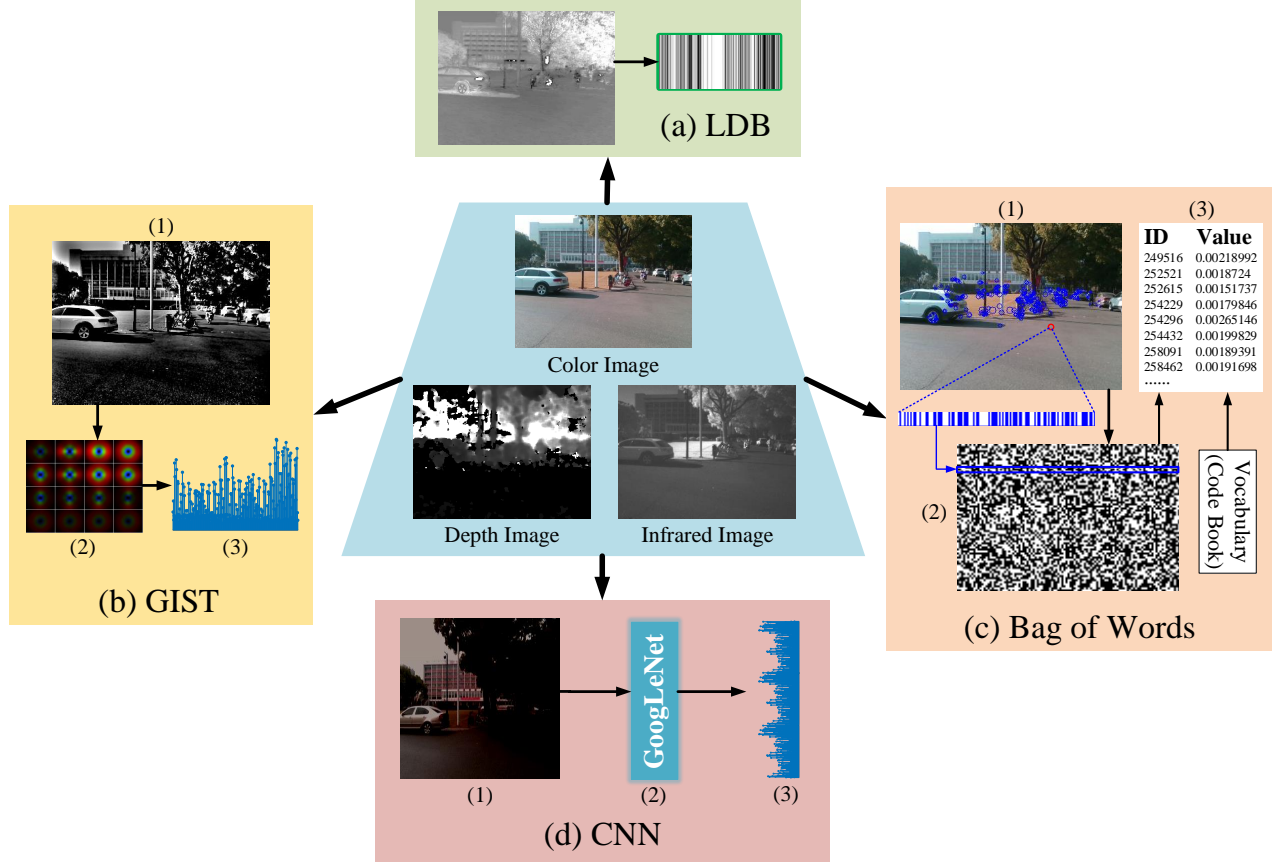 (a) LDB
(1)
(2)
(3)
(b) GIST
Color Image
Depth Image
Infrared Image
(1)
(3)
ID Value
249516 0.00218992
252521 0.0018724
252615 0.00151737
254229 0.00179846
254296 0.00265146
254432 0.00199829
258091 0.00189391
258462 0.00191698
......
(2)
Vocabulary
(Code Book)
(c) Bag of Words
GoogLeNet
(1)
(2)
(3)
(d) CNN